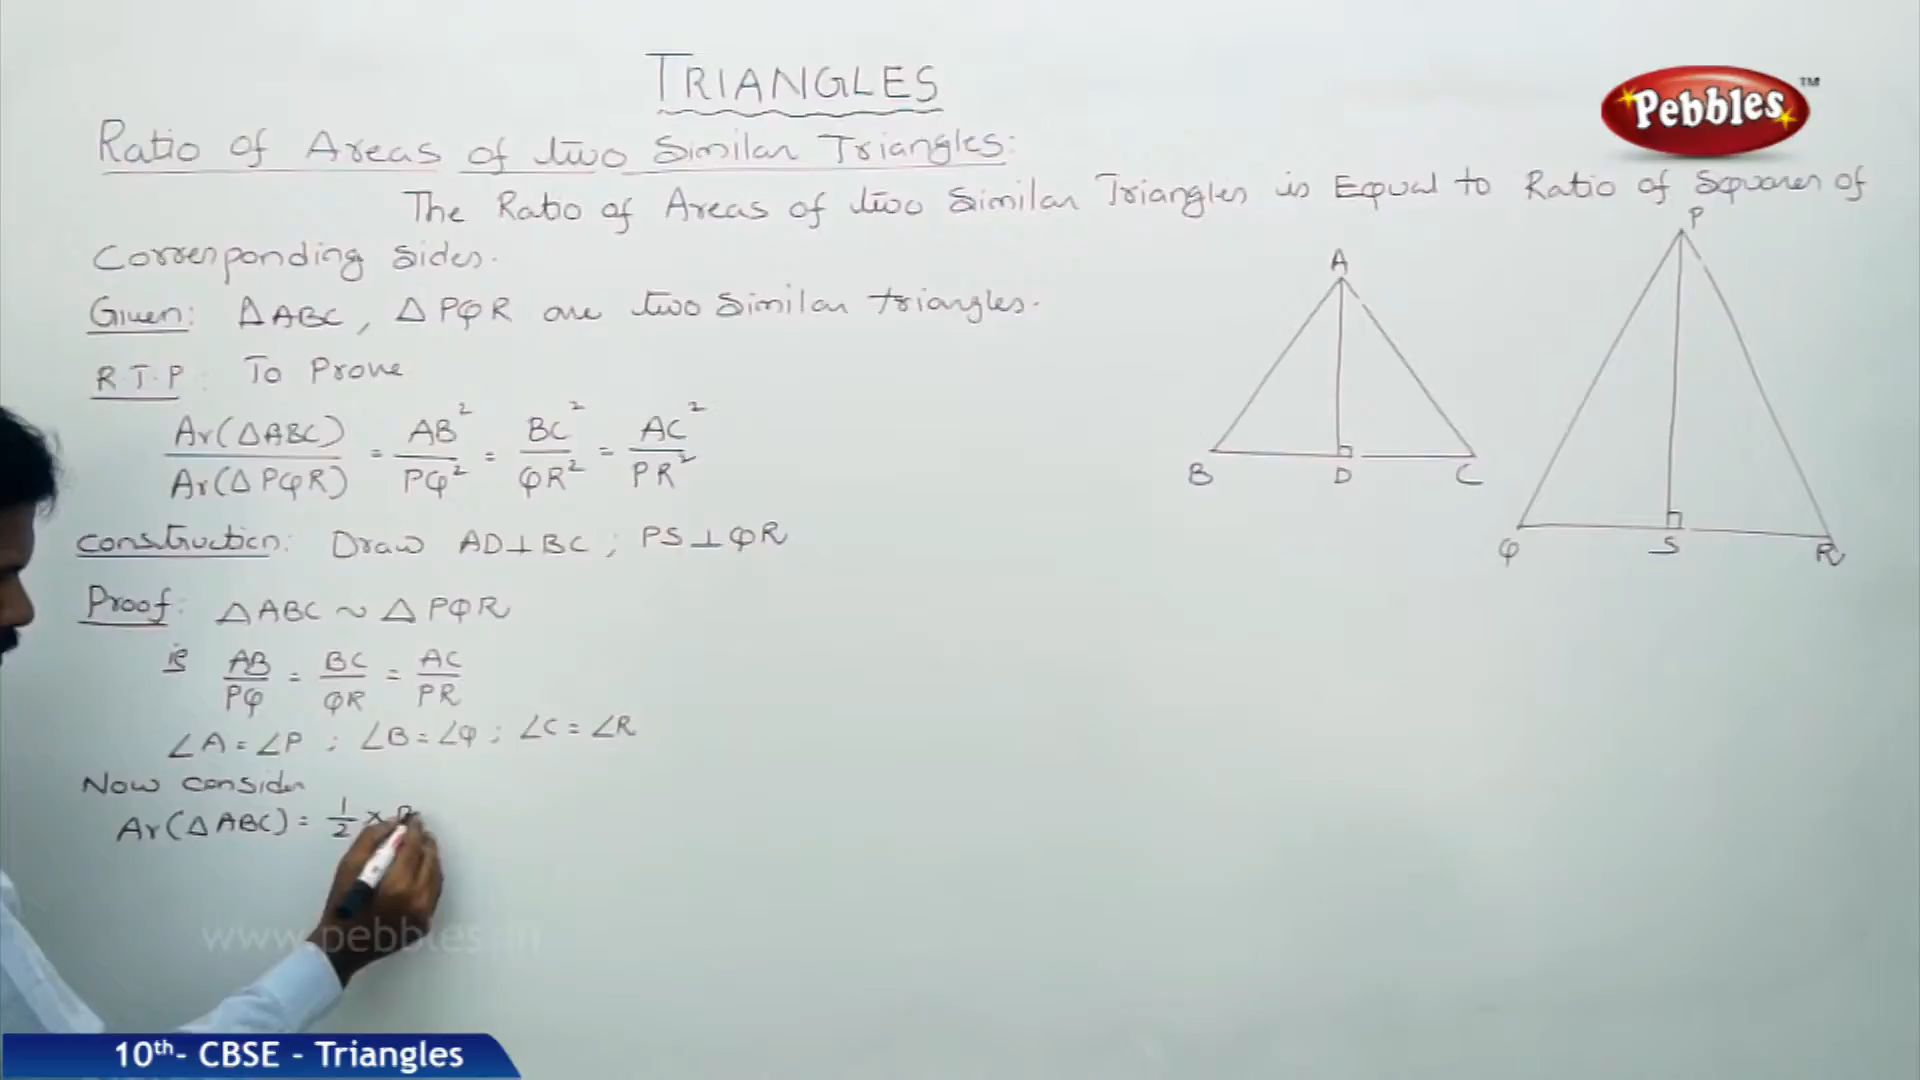 TRIANGLES
Pebbles™
Ratio of Areas of two Similar Triangles:
The Ratio of Areas of two Similar Triangles is Equal to Ratio of Squares of
Corresponding sides.
Given: ΔABC, ΔPQR are two Similar triangles.
R.T.P: To Prove
Ar(ΔABC)/Ar(ΔPQR) = AB²/PQ² = BC²/QR² = AC²/PR²
Construction: Draw AD⊥BC ; PS⊥QR
Proof: ΔABC ~ ΔPQR
ie AB/PQ = BC/QR = AC/PR
∠A = ∠P ; ∠B = ∠Q ; ∠C = ∠R
Now consider
Ar(ΔABC) = 1/2 ×
A
B D C
P
Q S R
www.pebbles.in
10th- CBSE - Triangles